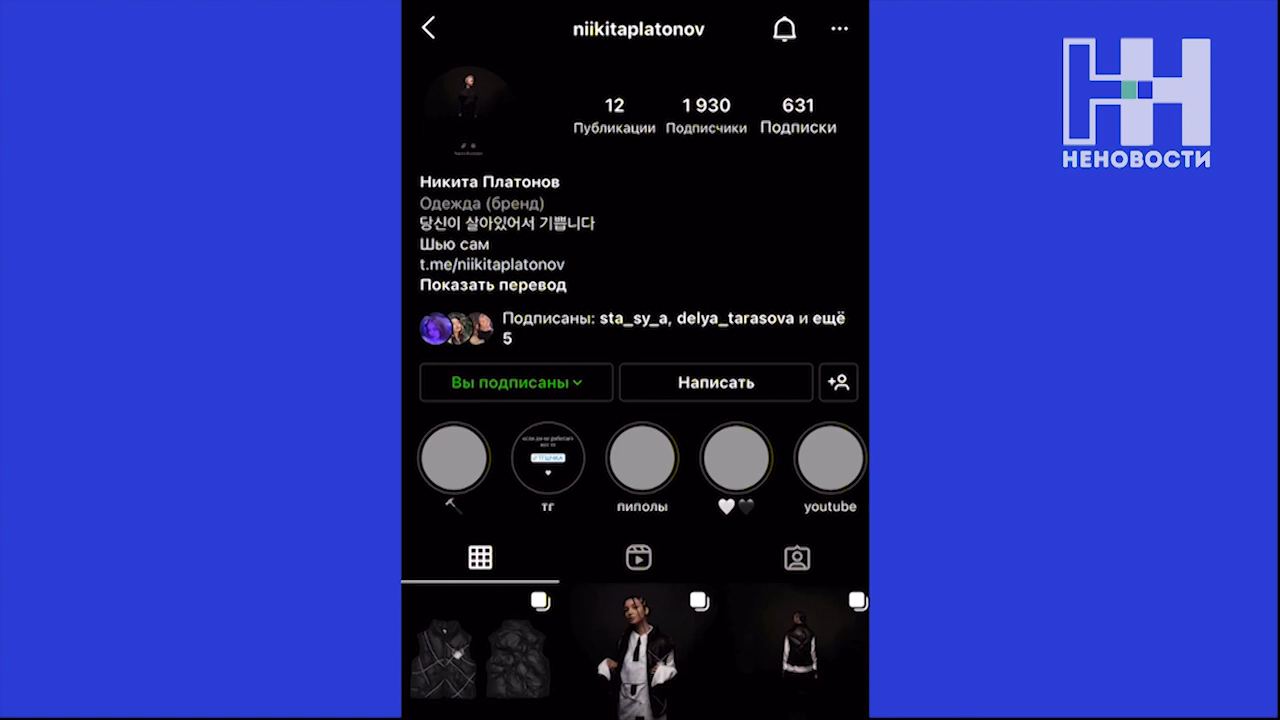 niikitaplatonov
12 1 930 631
Публикации Подписчики Подписки
Никита Платонов
Одежда (бренд)
당신이 살아있어서 기쁩니다
Шью сам
t.me/niikitaplatonov
Показать перевод
Подписаны: sta_sy_a, delya_tarasova и ещё
5
Вы подписаны Написать
тг пиполы youtube
НЕНОВОСТИ